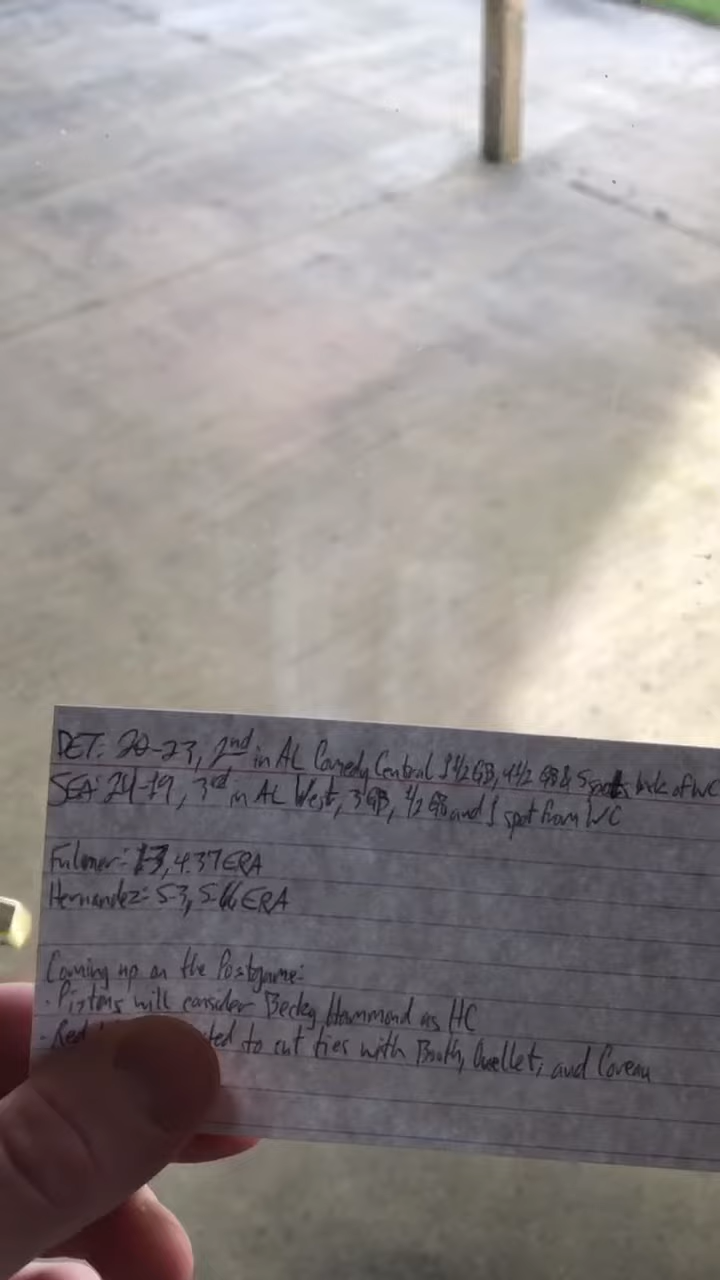 DET: 20-23, 2nd in AL Comedy Central 1 1/2 GB, 4 1/2 GB & 5 spots back of WC
SEA: 24-19, 3rd in AL West, 3 GB, 1/2 GB and 1 spot from WC
Fulmer: 1-3, 4.37 ERA
Hernandez: 5-3, ERA
Coming up on the Postgame:
· Pistons will consider Becky Hammond as HC
· Red to cut ties with Booth, Ouellet, and Coreau